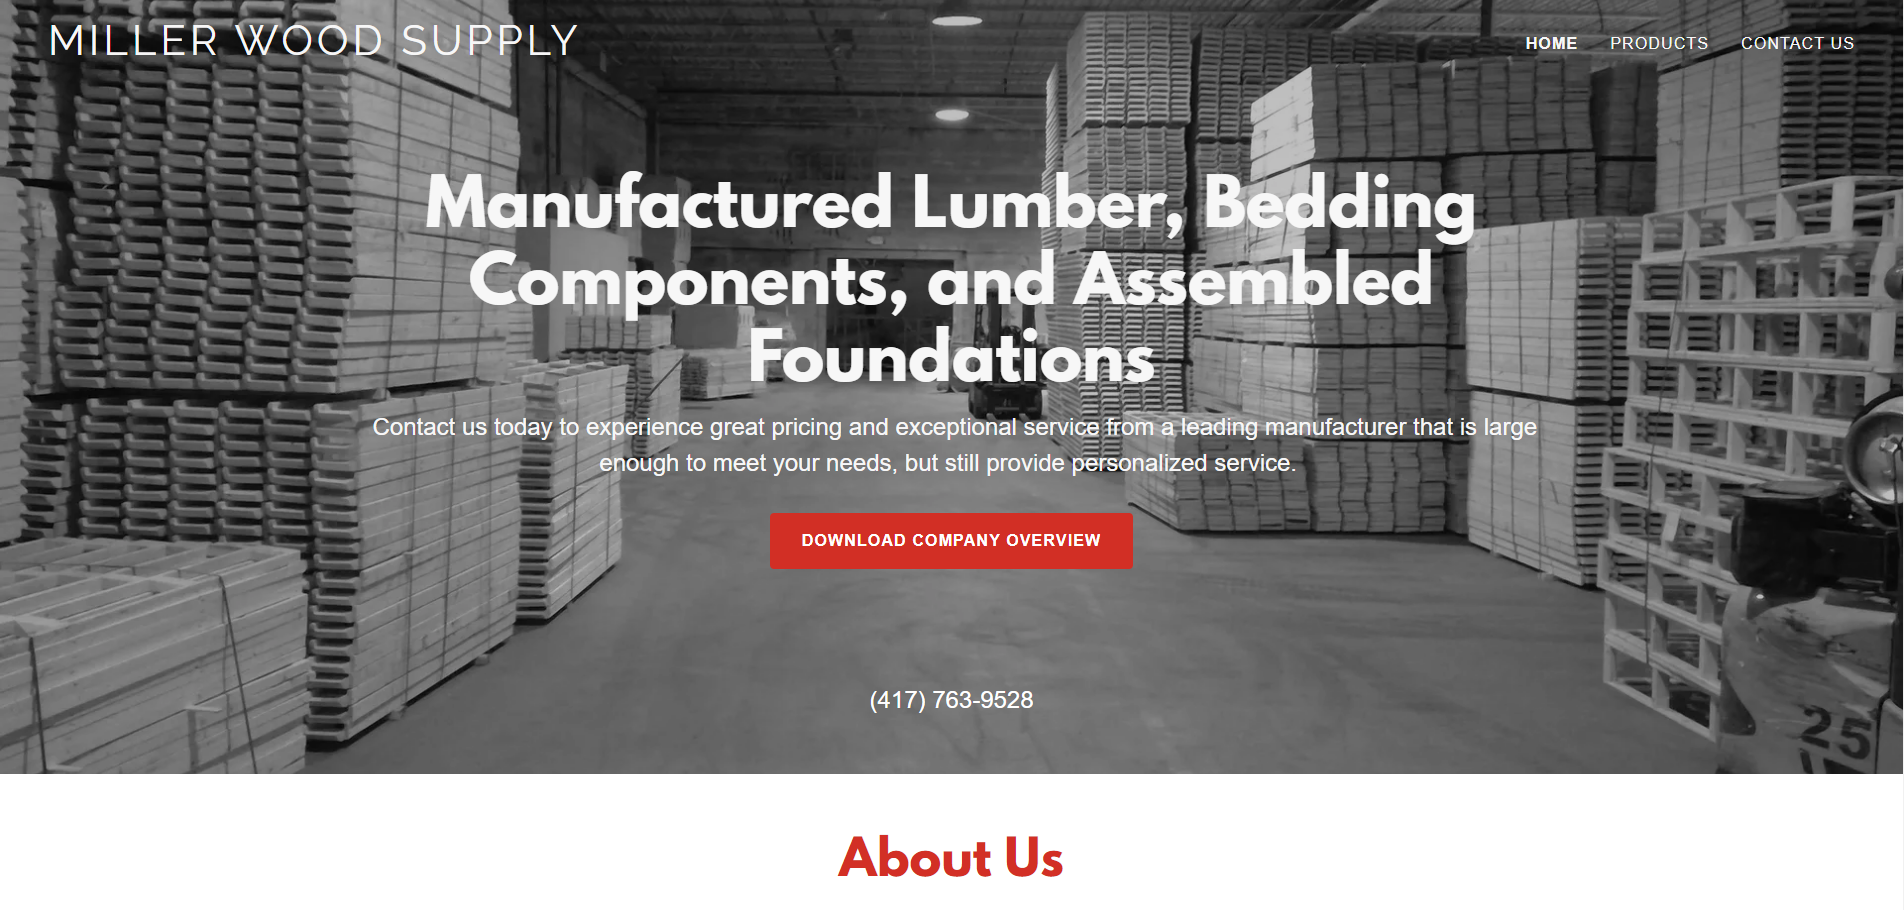 MILLER WOOD SUPPLY
HOME PRODUCTS CONTACT US
Manufactured Lumber, Bedding
Components, and Assembled
Foundations
Contact us today to experience great pricing and exceptional service from a leading manufacturer that is large
enough to meet your needs, but still provide personalized service.
DOWNLOAD COMPANY OVERVIEW
(417) 763-9528
25
About Us